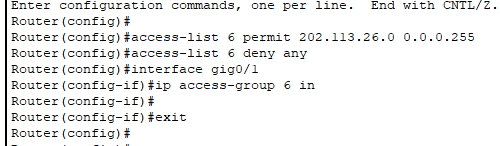 Enter configuration commands, one per line.  End with CNTL/Z.
Router(config)#
Router(config)#access-list 6 permit 202.113.26.0 0.0.0.255
Router(config)#access-list 6 deny any
Router(config)#interface gig0/1
Router(config-if)#ip access-group 6 in
Router(config-if)#
Router(config-if)#exit
Router(config)#